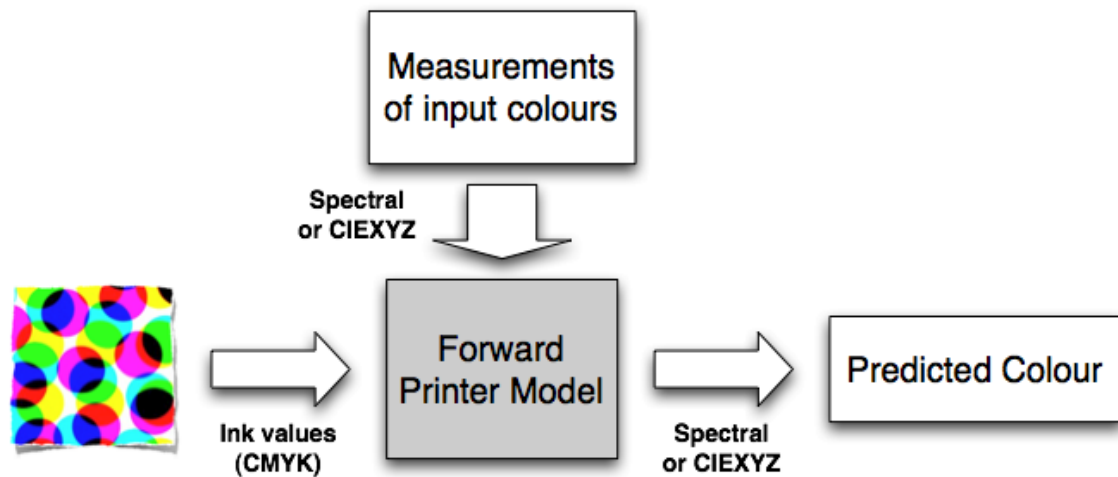 Measurements
of input colours
Spectral
or CIEXYZ
Forward
Printer Model
Predicted Colour
Ink values
(CMYK)
Spectral
or CIEXYZ